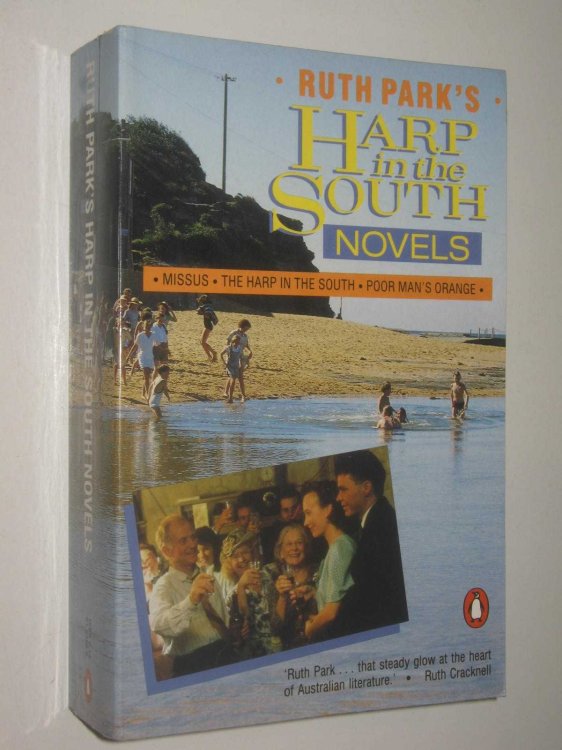 RUTH PARK'S HARP IN THE SOUTH NOVELS
• RUTH PARK'S •
HARP
in the
SOUTH
NOVELS
• MISSUS • THE HARP IN THE SOUTH • POOR MAN'S ORANGE •
'Ruth Park . . . that steady glow at the heart
of Australian literature.' • Ruth Cracknell